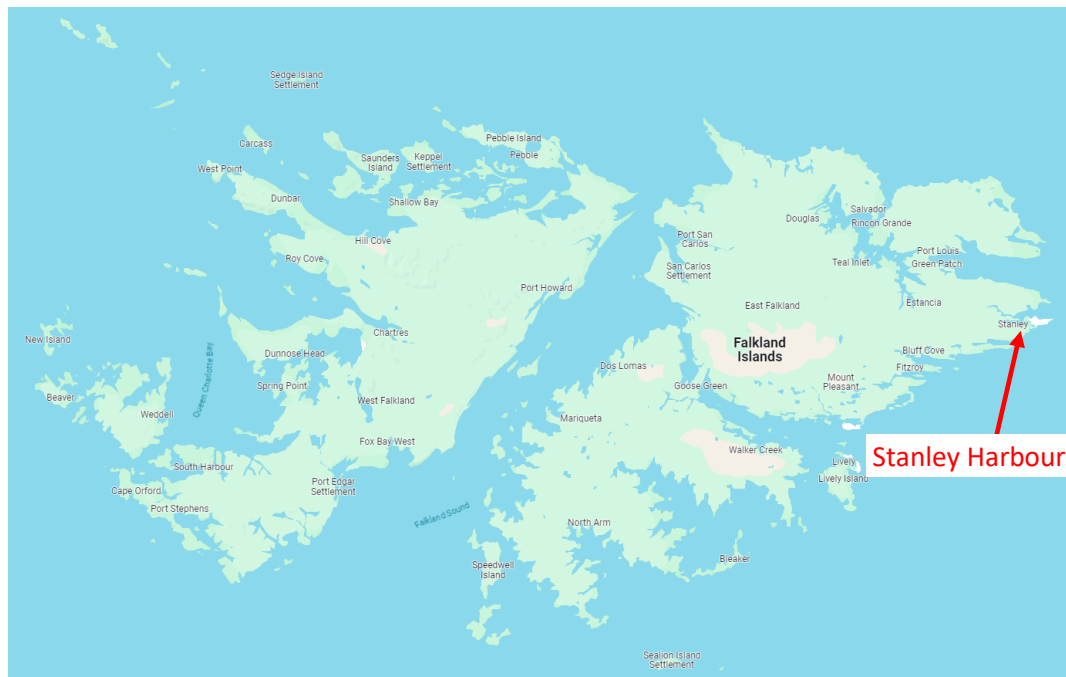 Sedge Island
Settlement
Carcass
Pebble Island
Saunders
Island
Keppel
Settlement
Pebble
West Point
Dunbar
Shallow Bay
Salvador
Douglas
Rincon Grande
Hill Cove
Port San
Carlos
Port Louis
Roy Cove
San Carlos
Settlement
Teal Inlet
Green Patch
Port Howard
East Falkland
Estancia
Stanley
New Island
Chartres
Falkland
Islands
Bluff Cove
Dunnose Head
Queen Charlotte Bay
Dos Lomas
Fitzroy
Spring Point
Goose Green
Mount
Pleasant
Beaver
Weddell
West Falkland
Mariqueta
Fox Bay West
Walker Creek
Stanley Harbour
Lively
South Harbour
Lively Island
Port Edgar
Settlement
Cape Orford
Port Stephens
Falkland Sound
North Arm
Speedwell
Island
Bleaker
Sealion Island
Settlement